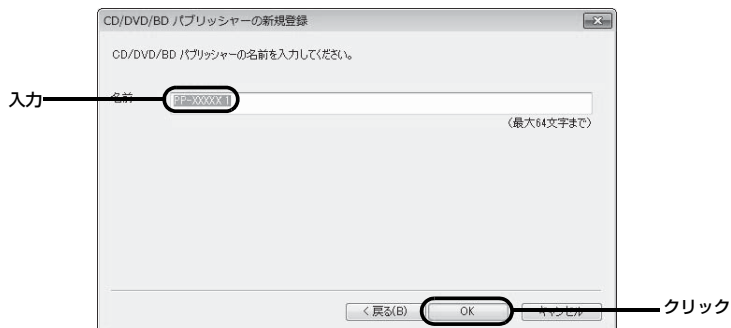 CD/DVD/BD パブリッシャーの新規登録
CD/DVD/BD パブリッシャーの名前を入力してください。
入力
名前
PP-XXXXX 1
(最大64文字まで)
< 戻る(B)
OK
キャンセル
クリック